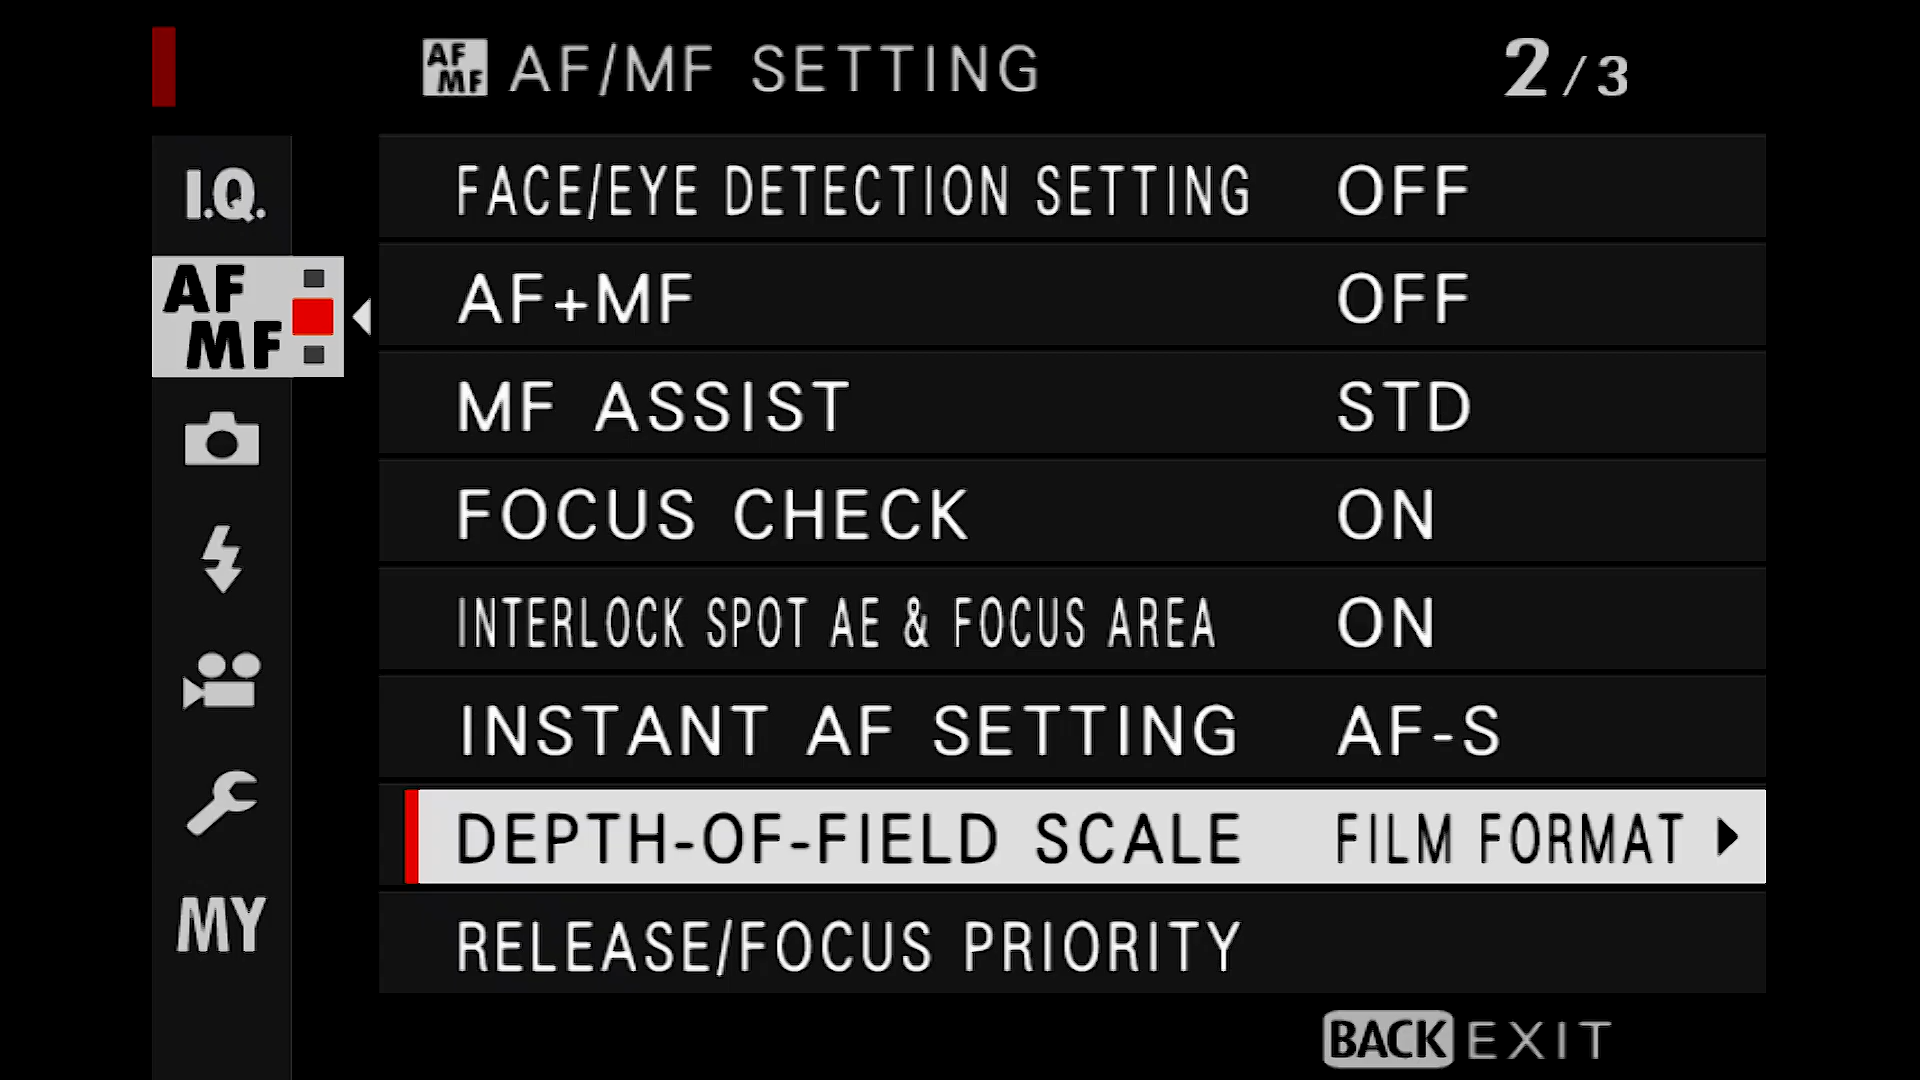 AF MF AF/MF SETTING 2/3
I.Q.
AF
MF
MY
FACE/EYE DETECTION SETTING OFF
AF+MF OFF
MF ASSIST STD
FOCUS CHECK ON
INTERLOCK SPOT AE & FOCUS AREA ON
INSTANT AF SETTING AF-S
DEPTH-OF-FIELD SCALE FILM FORMAT
RELEASE/FOCUS PRIORITY
BACK EXIT